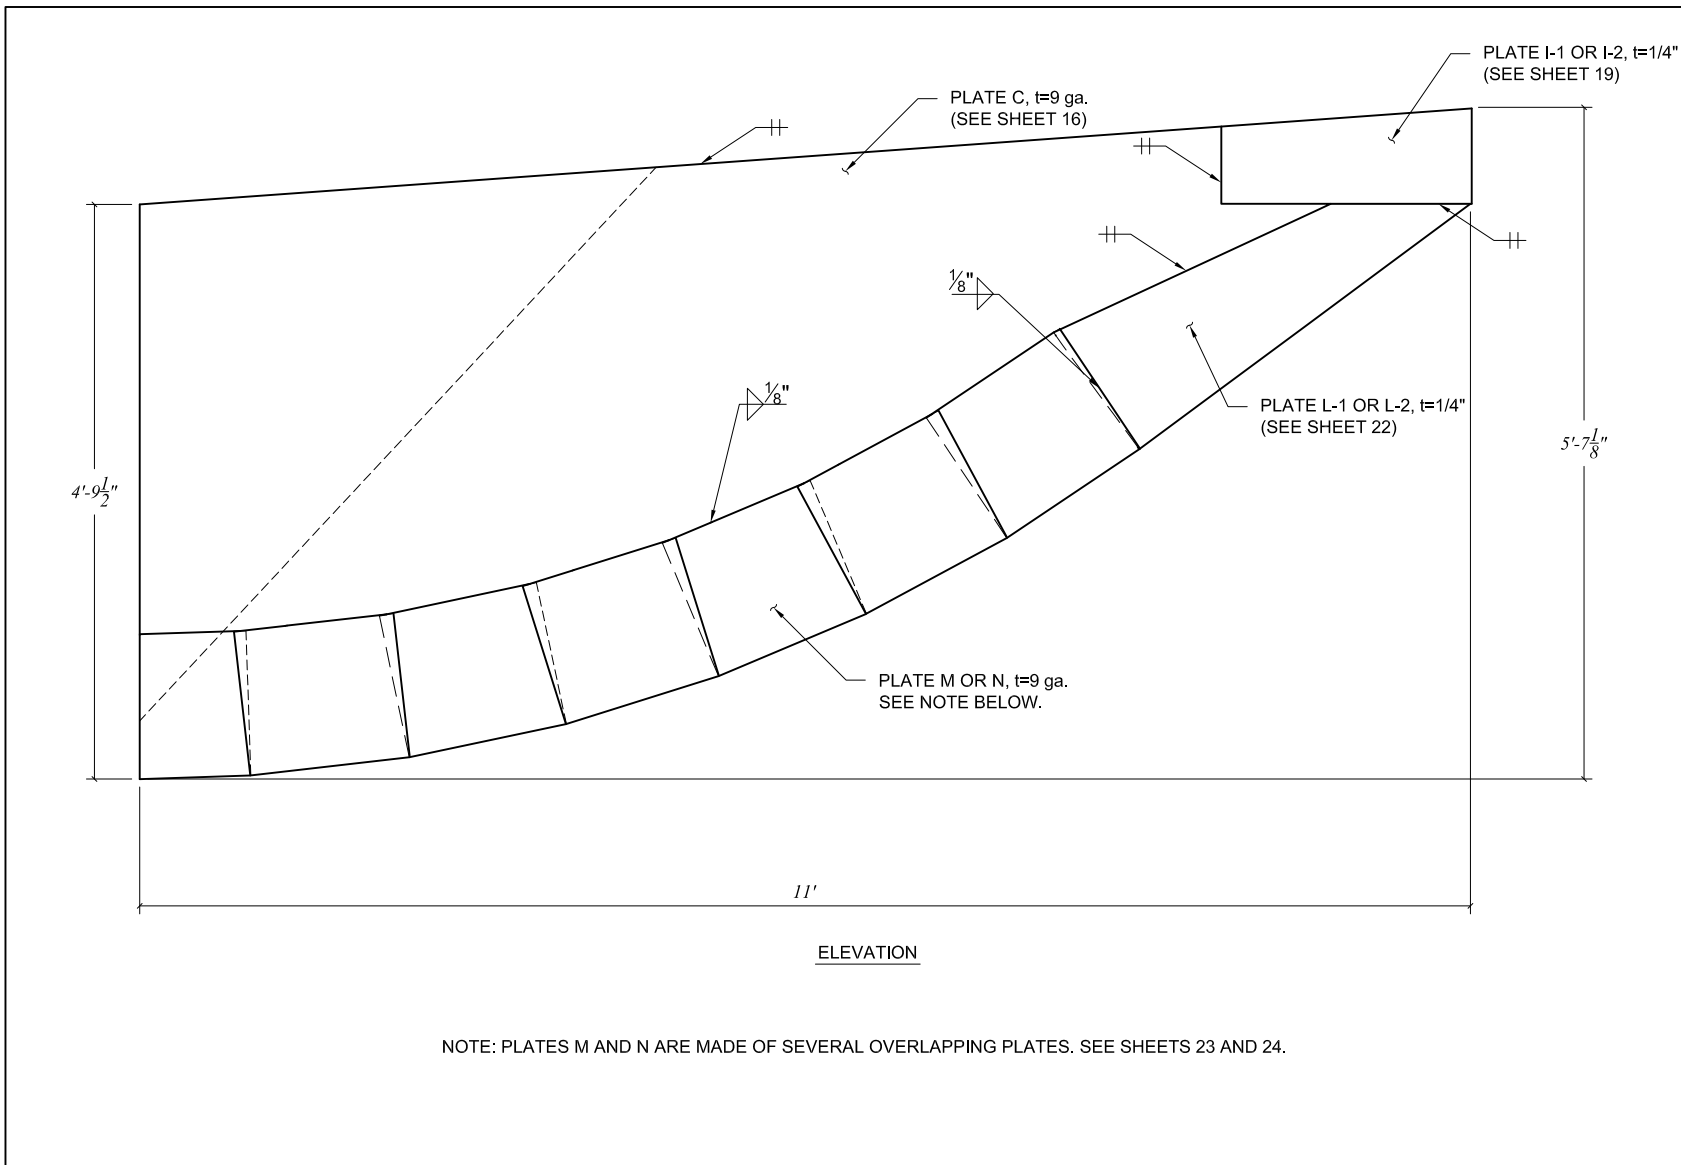 PLATE I-1 OR I-2, t=1/4"
(SEE SHEET 19)
PLATE C, t=9 ga.
(SEE SHEET 16)
1/8"
1/8"
PLATE L-1 OR L-2, t=1/4"
(SEE SHEET 22)
4'-9 1/2"
5'-7 1/8"
PLATE M OR N, t=9 ga.
SEE NOTE BELOW.
11'
ELEVATION
NOTE: PLATES M AND N ARE MADE OF SEVERAL OVERLAPPING PLATES. SEE SHEETS 23 AND 24.